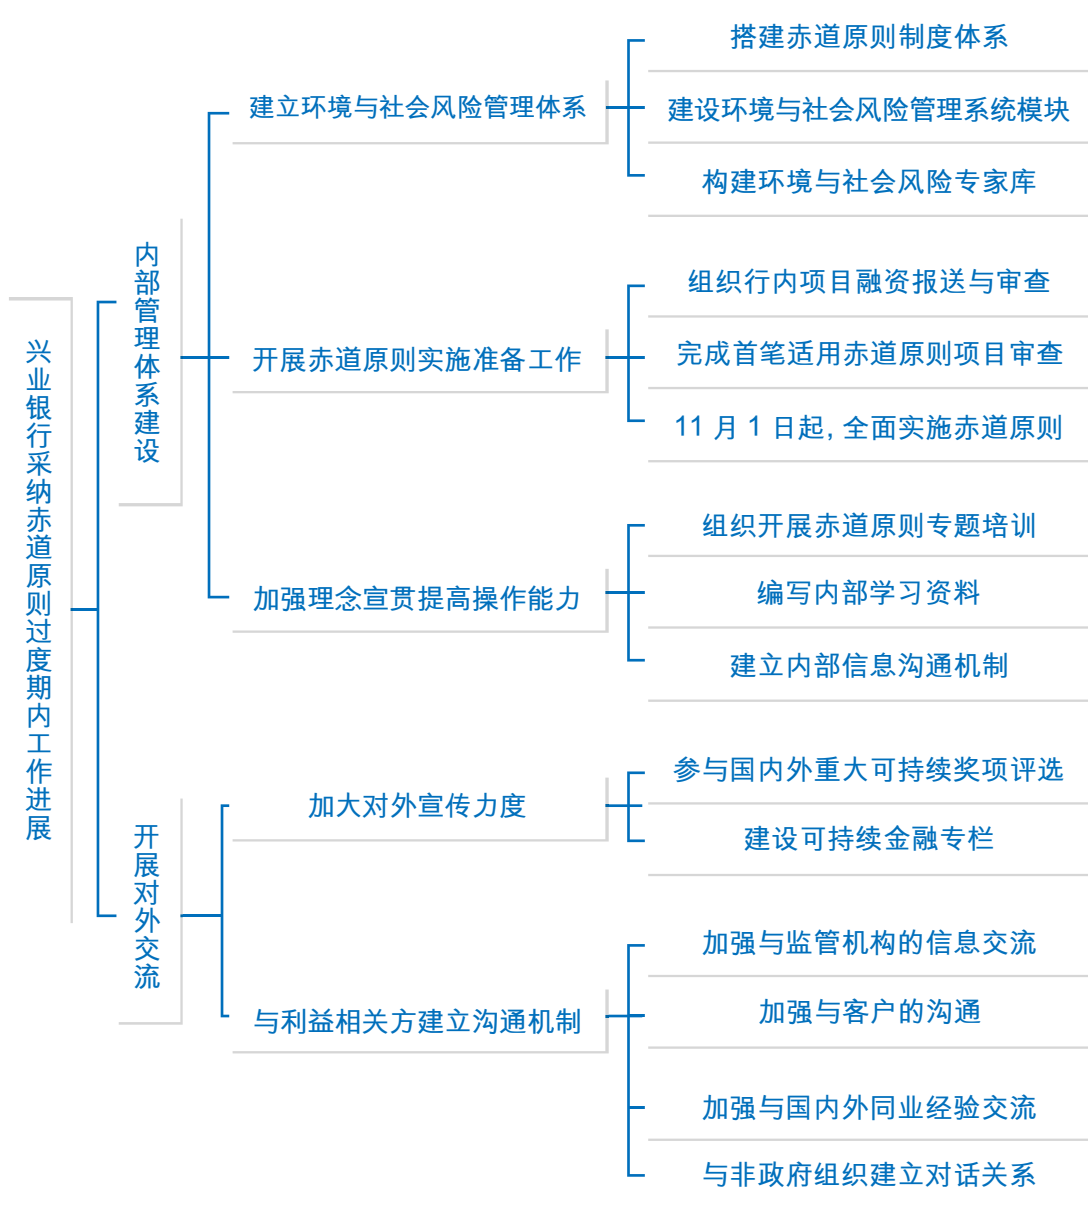 兴业银行采纳赤道原则过度期内工作进展
内部管理体系建设
建立环境与社会风险管理体系
搭建赤道原则制度体系
建设环境与社会风险管理系统模块
构建环境与社会风险专家库
开展赤道原则实施准备工作
组织行内项目融资报送与审查
完成首笔适用赤道原则项目审查
11 月 1 日起, 全面实施赤道原则
加强理念宣贯提高操作能力
组织开展赤道原则专题培训
编写内部学习资料
建立内部信息沟通机制
开展对外交流
加大对外宣传力度
参与国内外重大可持续奖项评选
建设可持续金融专栏
与利益相关方建立沟通机制
加强与监管机构的信息交流
加强与客户的沟通
加强与国内外同业经验交流
与非政府组织建立对话关系